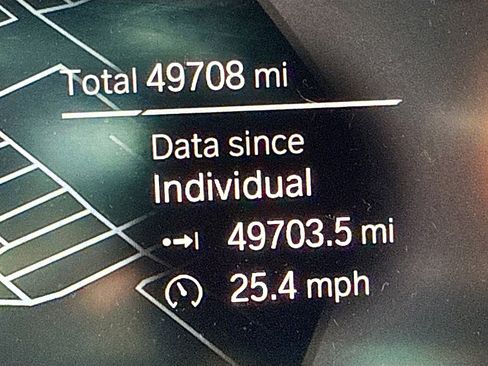 Total 49708 mi
Data since
Individual
49703.5 mi
25.4 mph